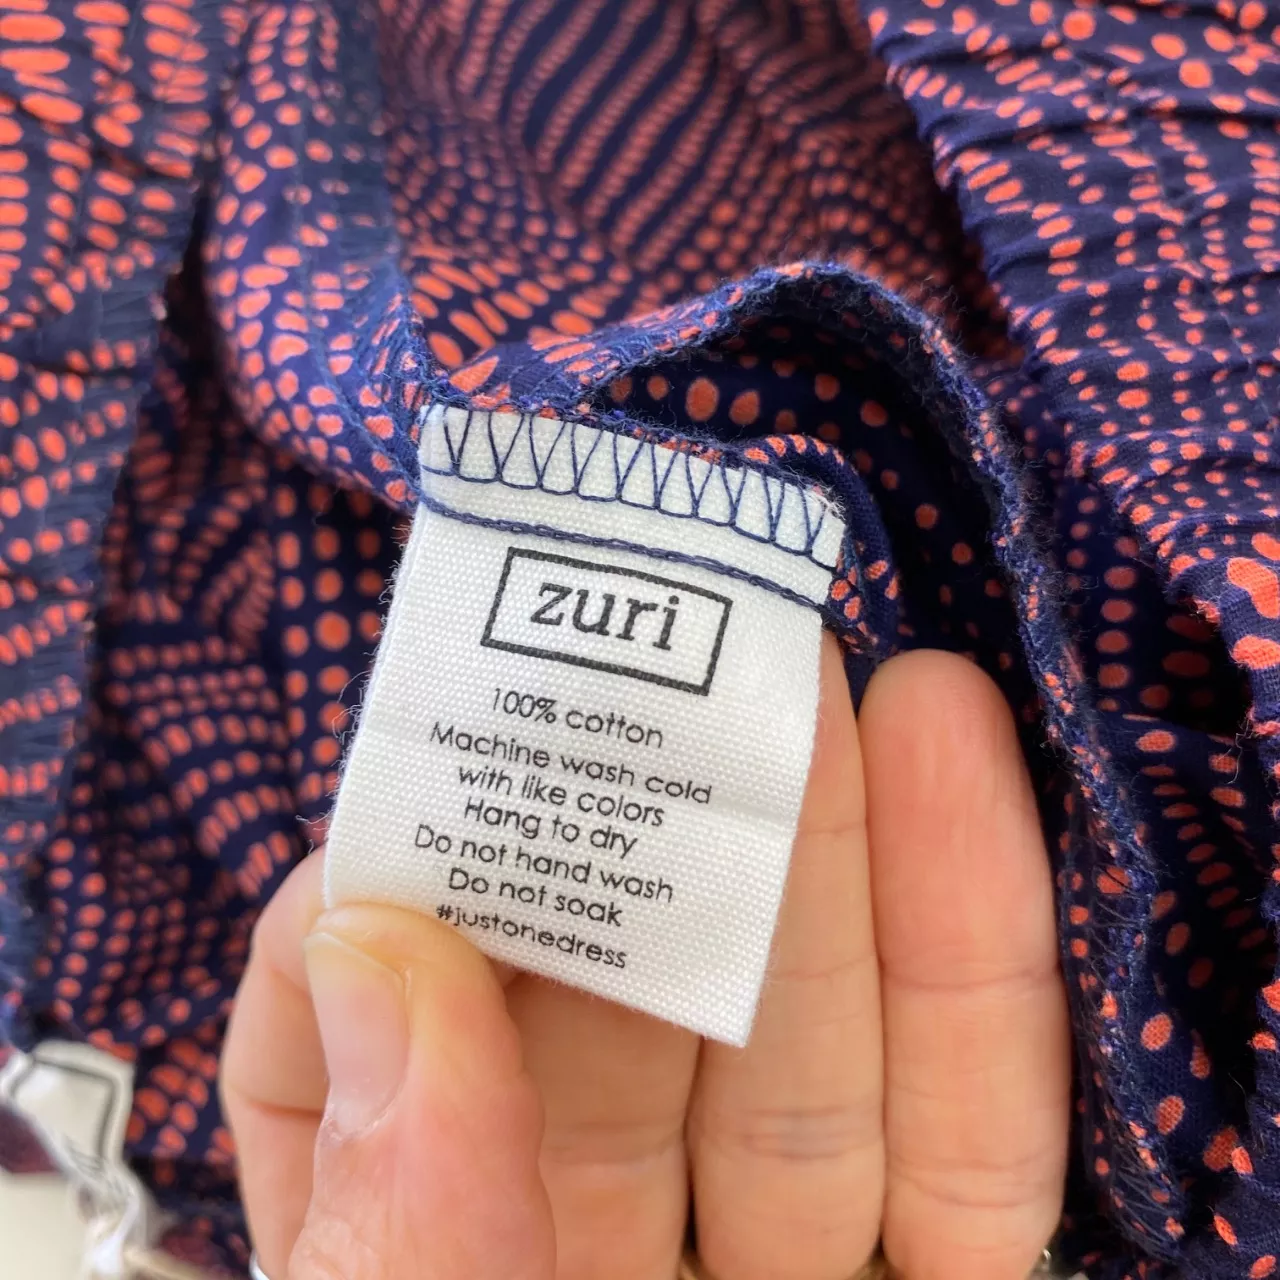 zuri
100% cotton
Machine wash cold
with like colors
Hang to dry
Do not hand wash
Do not soak
#justonedress